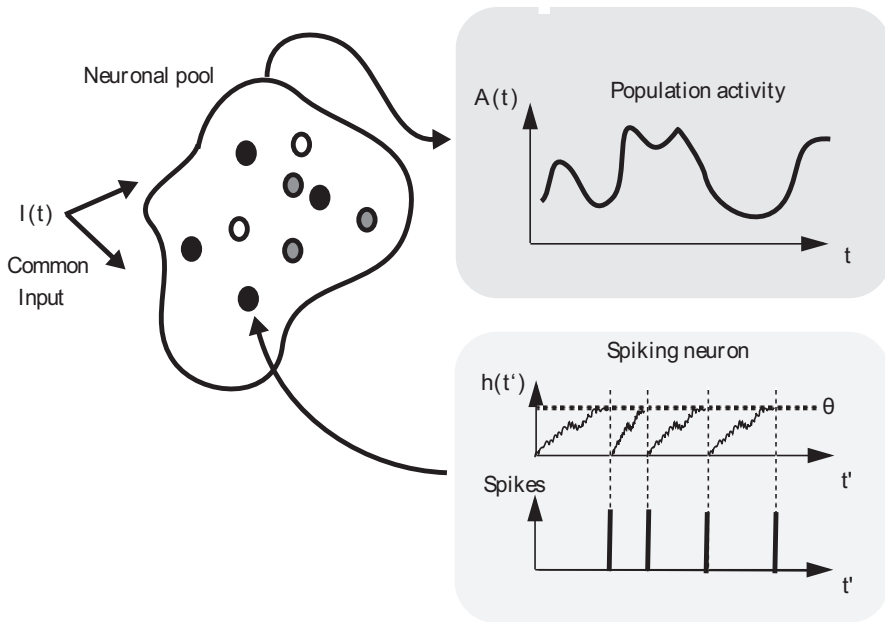 Neuronal pool
I(t)
Common
Input
A(t)
Population activity
t
Spiking neuron
h(t‘)
θ
t'
Spikes
t'